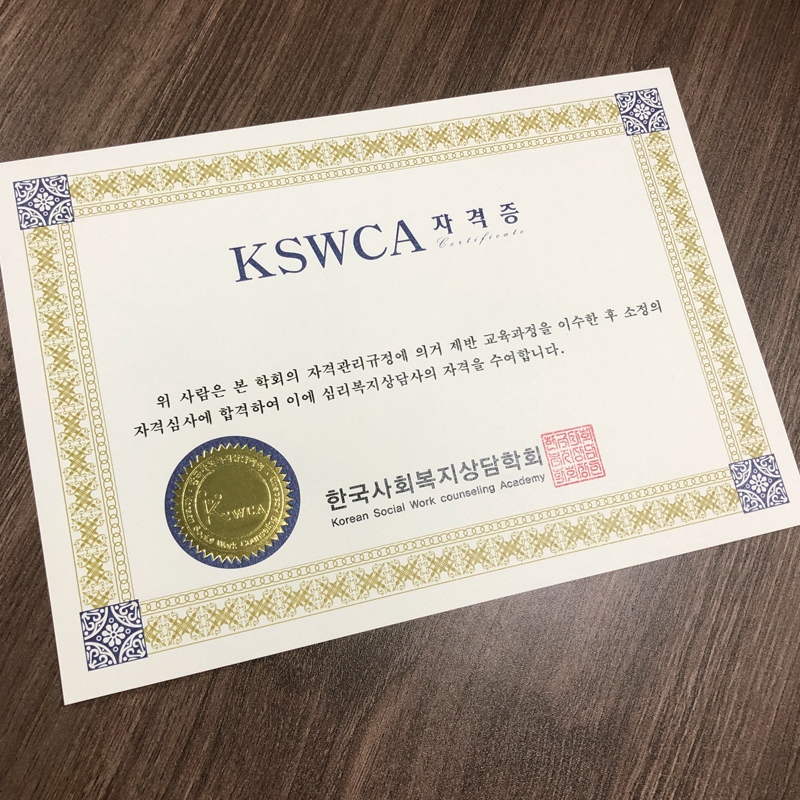 KSWCA 자격증
Certificate
위 사람은 본 학회의 자격관리규정에 의거 제반 교육과정을 이수한 후 소정의
자격심사에 합격하여 이에 심리복지상담사의 자격을 수여합니다.
한국사회복지상담학회
Korean Social Work counseling Academy
KSWCA